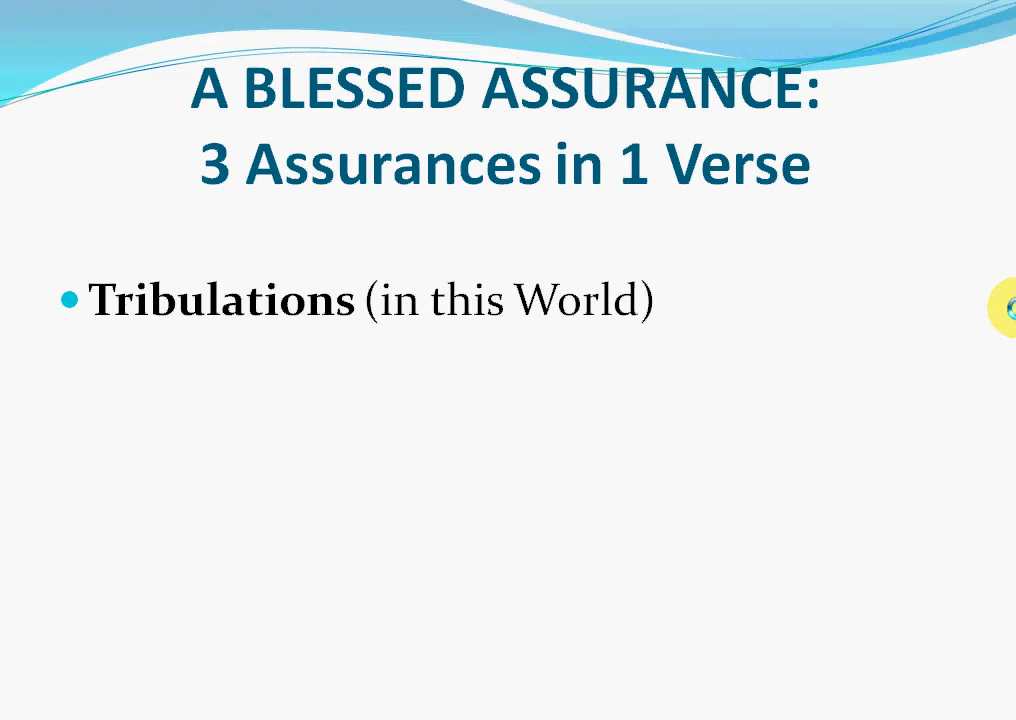 A BLESSED ASSURANCE:
3 Assurances in 1 Verse
• Tribulations (in this World)